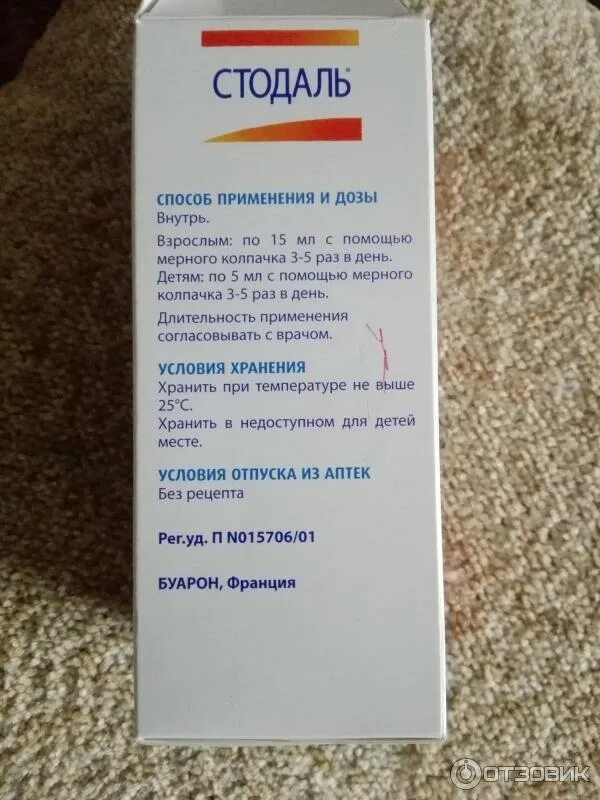 СТОДАЛЬ®
СПОСОБ ПРИМЕНЕНИЯ И ДОЗЫ
Внутрь.
Взрослым: по 15 мл с помощью
мерного колпачка 3-5 раз в день.
Детям: по 5 мл с помощью мерного
колпачка 3-5 раз в день.
Длительность применения
согласовывать с врачом.
УСЛОВИЯ ХРАНЕНИЯ
Хранить при температуре не выше
25°С.
Хранить в недоступном для детей
месте.
УСЛОВИЯ ОТПУСКА ИЗ АПТЕК
Без рецепта
Рег.уд. П N015706/01
БУАРОН, Франция
ОТЗОВИК